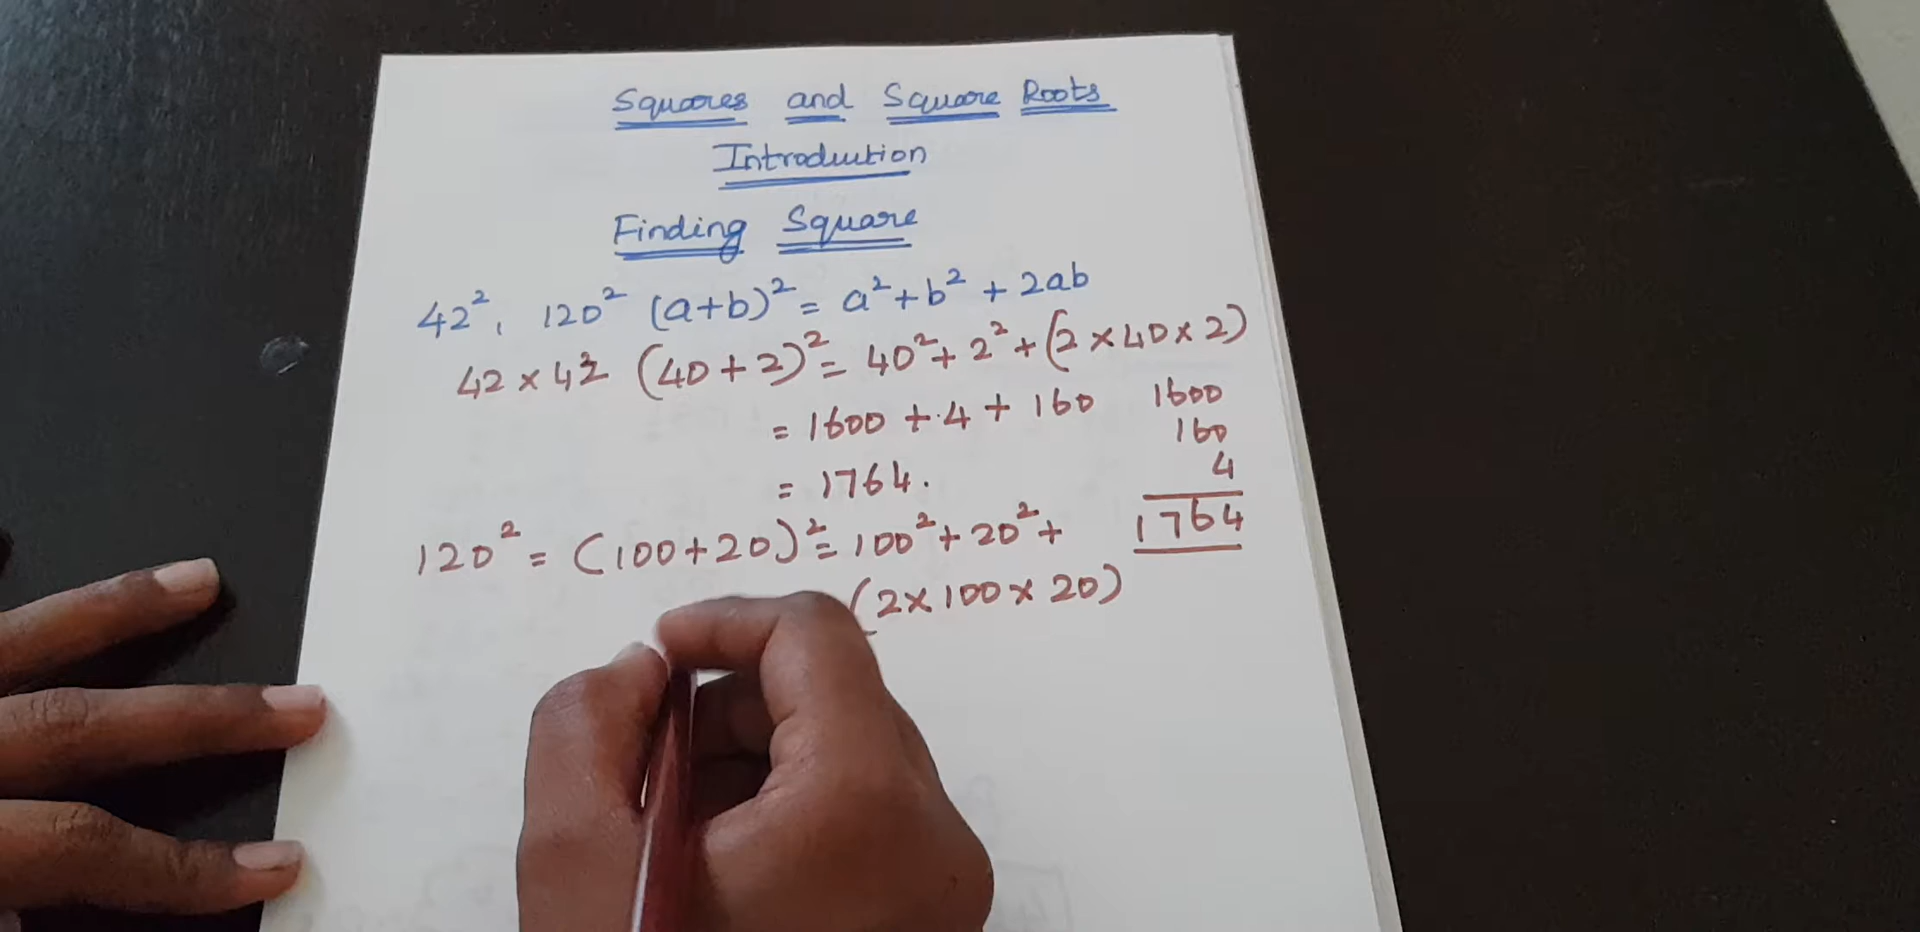 Squares and Square Roots
Introduction
Finding Square
42², 120² (a+b)² = a² + b² + 2ab
42 × 42 (40 + 2)² = 40² + 2² + (2 × 40 × 2)
= 1600 + 4 + 160
= 1764.
1600
160
4
1764
120² = (100 + 20)² = 100² + 20² +
(2 × 100 × 20)